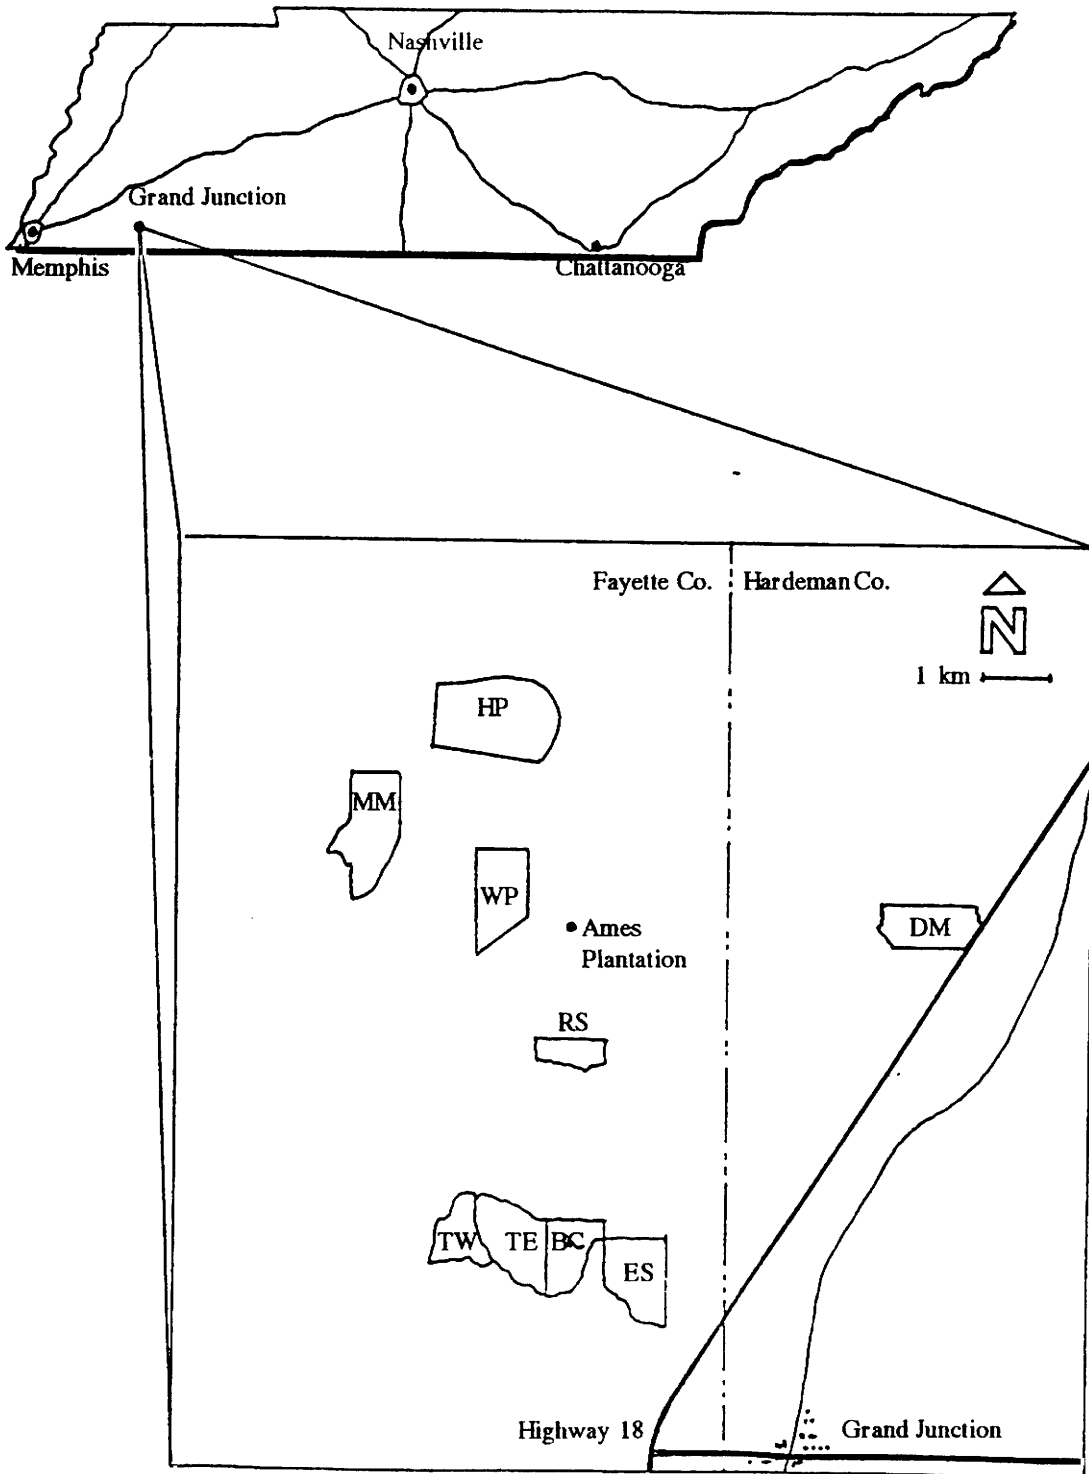 Nashville
Grand Junction
Memphis
Chattanooga
Fayette Co.
Hardeman Co.
N
1 km
HP
MM
WP
Ames
Plantation
DM
RS
TW
TE
BC
ES
Highway 18
Grand Junction